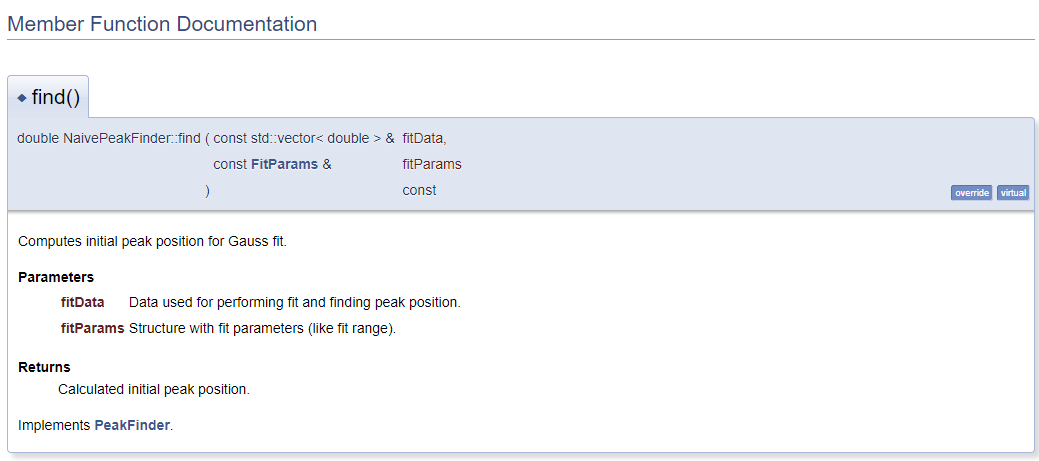 Member Function Documentation
◆ find()
double NaivePeakFinder::find ( const std::vector< double > & fitData,
const FitParams & fitParams
) const
override virtual
Computes initial peak position for Gauss fit.
Parameters
fitData Data used for performing fit and finding peak position.
fitParams Structure with fit parameters (like fit range).
Returns
Calculated initial peak position.
Implements PeakFinder.